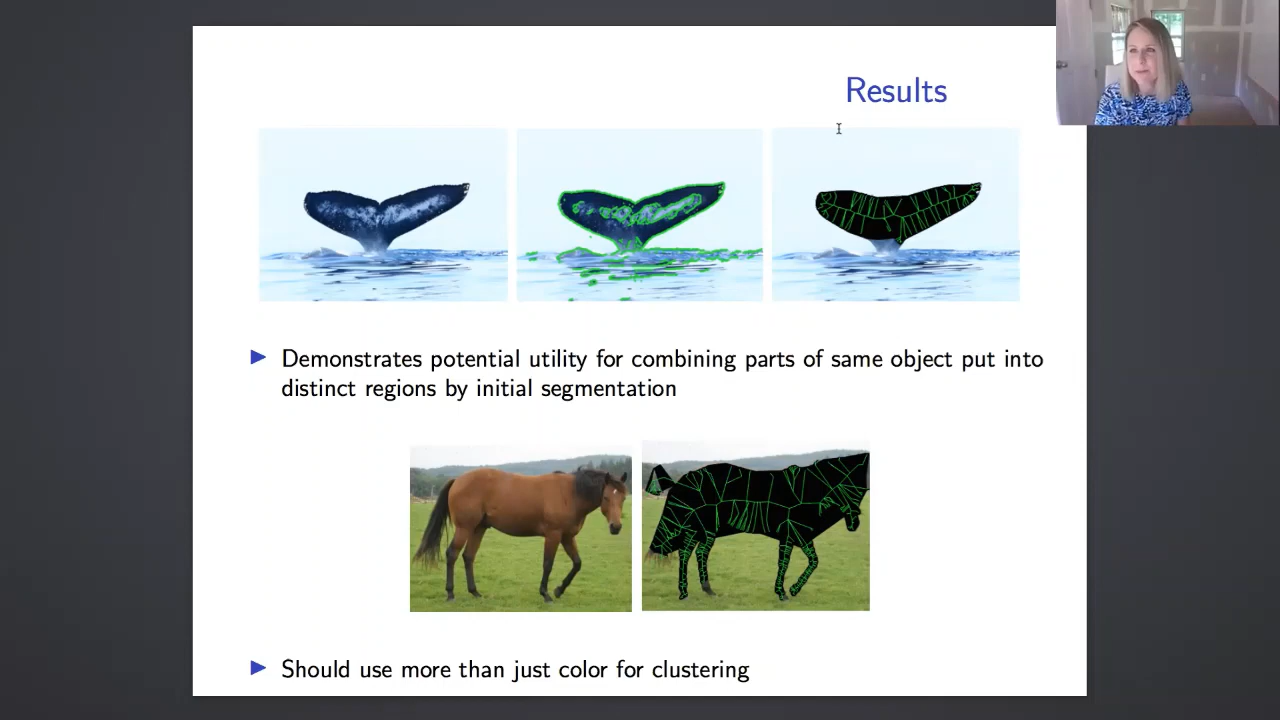 Results
Demonstrates potential utility for combining parts of same object put into
distinct regions by initial segmentation
Should use more than just color for clustering